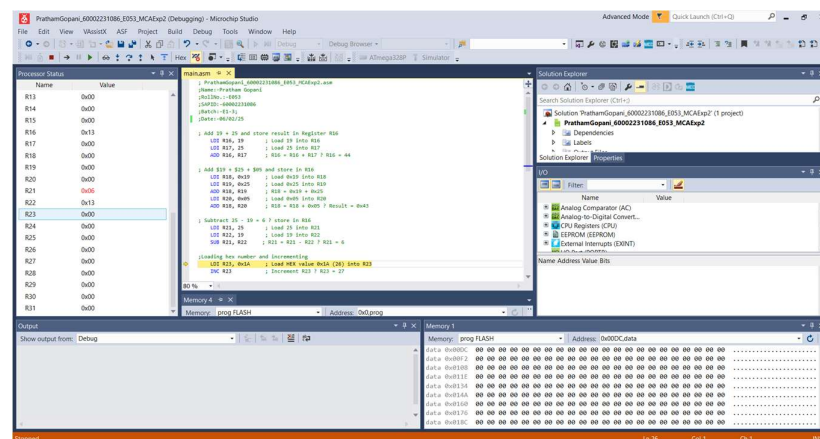 PrathamGopani_60002231086_E053_MCAExp2 (Debugging) - Microchip Studio
Advanced Mode
Quick Launch (Ctrl+Q)
File Edit View VAssistX ASF Project Build Debug Tools Window Help
Debug
Debug Browser
Hex
ATmega328P
Simulator
Processor Status
Name Value
R13 0x00
R14 0x00
R15 0x00
R16 0x13
R17 0x00
R18 0x00
R19 0x00
R20 0x00
R21 0x06
R22 0x13
R23 0x00
R24 0x00
R25 0x00
R26 0x00
R27 0x00
R28 0x00
R29 0x00
R30 0x00
R31 0x00
main.asm
; PrathamGopani_60002231086_E053_MCAExp2.asm
;Name:-Pratham Gopani
;RollNo.:-E053
;SAPID:-60002231086
;Batch:-E1-3;
;Date:-08/02/25
; Add 19 + 25 and store result in Register R16
LDI R16, 19 ; Load 19 into R16
LDI R17, 25 ; Load 25 into R17
ADD R16, R17 ; R16 = R16 + R17 ? R16 = 44
; Add $19 + $25 + $05 and store in R16
LDI R18, 0x19 ; Load 0x19 into R18
LDI R19, 0x25 ; Load 0x25 into R19
ADD R18, R19 ; R18 = 0x19 + 0x25
LDI R20, 0x05 ; Load 0x05 into R20
ADD R18, R20 ; R18 = R18 + 0x05 ? Result = 0x43
; Subtract 25 - 19 = 6 ? store in R16
LDI R21, 25 ; Load 25 into R21
LDI R22, 19 ; Load 19 into R22
SUB R21, R22 ; R21 = R21 - R22 ? R21 = 6
;Loading hex number and incrementing
LDI R23, 0x1A ; Load HEX value 0x1A (26) into R23
INC R23 ; Increment R23 ? R23 = 27
80 %
Memory 4
Memory: prog FLASH Address: 0x0,prog
Solution Explorer
Search Solution Explorer (Ctrl+;)
Solution 'PrathamGopani_60002231086_E053_MCAExp2' (1 project)
PrathamGopani_60002231086_E053_MCAExp2
Dependencies
Labels
Output Files
Solution Explorer Properties
I/O
Filter:
Name Value
Analog Comparator (AC)
Analog-to-Digital Convert...
CPU Registers (CPU)
EEPROM (EEPROM)
External Interrupts (EXINT)
Name Address Value Bits
Output
Show output from: Debug
Memory 1
Memory: prog FLASH Address: 0x00DC,data
data 0x00DC 00 00 00 00 00 00 00 00 00 00 00 00 00 00 00 00 00 00 00 00 00 00 ......................
data 0x00F2 00 00 00 00 00 00 00 00 00 00 00 00 00 00 00 00 00 00 00 00 00 00 ......................
data 0x0108 00 00 00 00 00 00 00 00 00 00 00 00 00 00 00 00 00 00 00 00 00 00 ......................
data 0x011E 00 00 00 00 00 00 00 00 00 00 00 00 00 00 00 00 00 00 00 00 00 00 ......................
data 0x0134 00 00 00 00 00 00 00 00 00 00 00 00 00 00 00 00 00 00 00 00 00 00 ......................
data 0x014A 00 00 00 00 00 00 00 00 00 00 00 00 00 00 00 00 00 00 00 00 00 00 ......................
data 0x0160 00 00 00 00 00 00 00 00 00 00 00 00 00 00 00 00 00 00 00 00 00 00 ......................
data 0x0176 00 00 00 00 00 00 00 00 00 00 00 00 00 00 00 00 00 00 00 00 00 00 ......................
data 0x018C 00 00 00 00 00 00 00 00 00 00 00 00 00 00 00 00 00 00 00 00 00 00 ......................